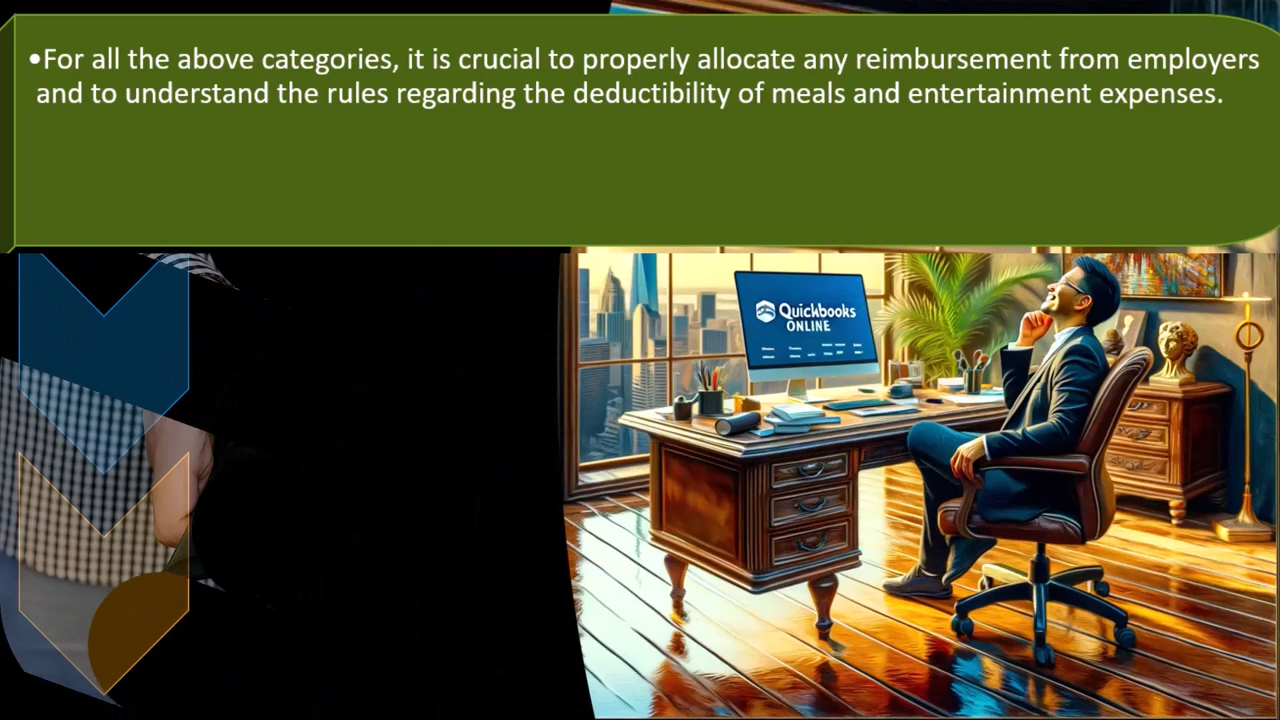 •For all the above categories, it is crucial to properly allocate any reimbursement from employers
and to understand the rules regarding the deductibility of meals and entertainment expenses.
Quickbooks
ONLINE